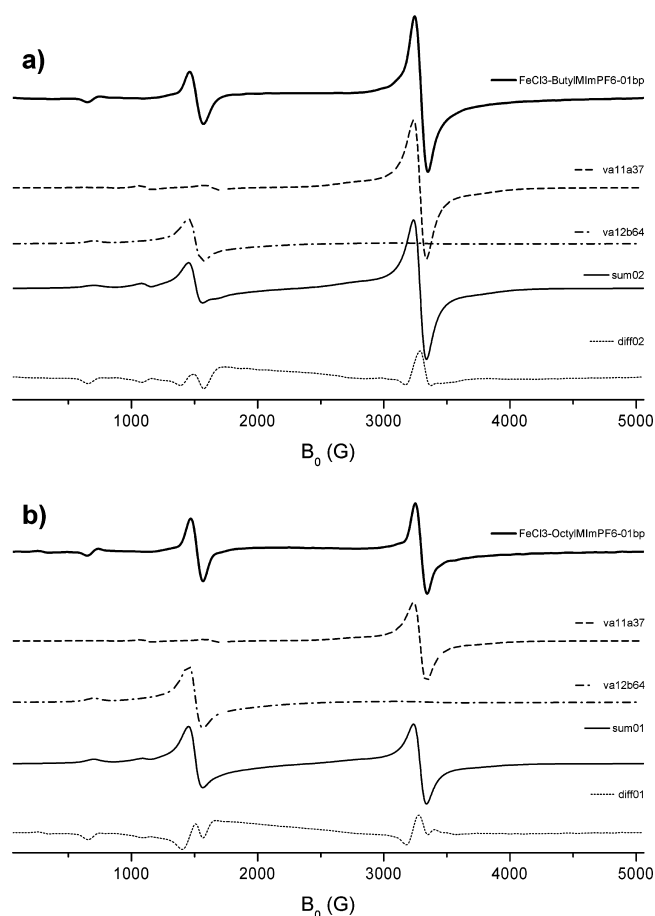 a)
FeCl3-ButylMImPF6-01bp
va11a37
va12b64
sum02
diff02
1000 2000 3000 4000 5000
B0 (G)
b)
FeCl3-OctylMImPF6-01bp
va11a37
va12b64
sum01
diff01
1000 2000 3000 4000 5000
B0 (G)